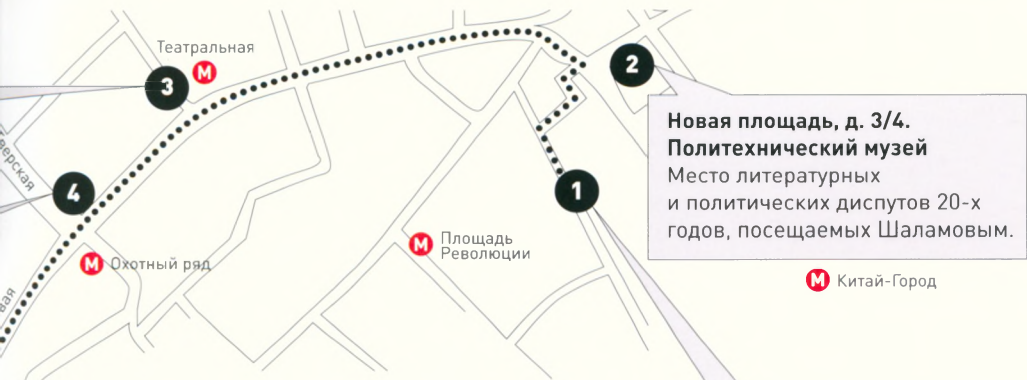 Театральная
М
3
2
Новая площадь, д. 3/4.
Политехнический музей
Место литературных
и политических диспутов 20-х
годов, посещаемых Шаламовым.
4
1
М Охотный ряд
М Площадь
Революции
М Китай-Город